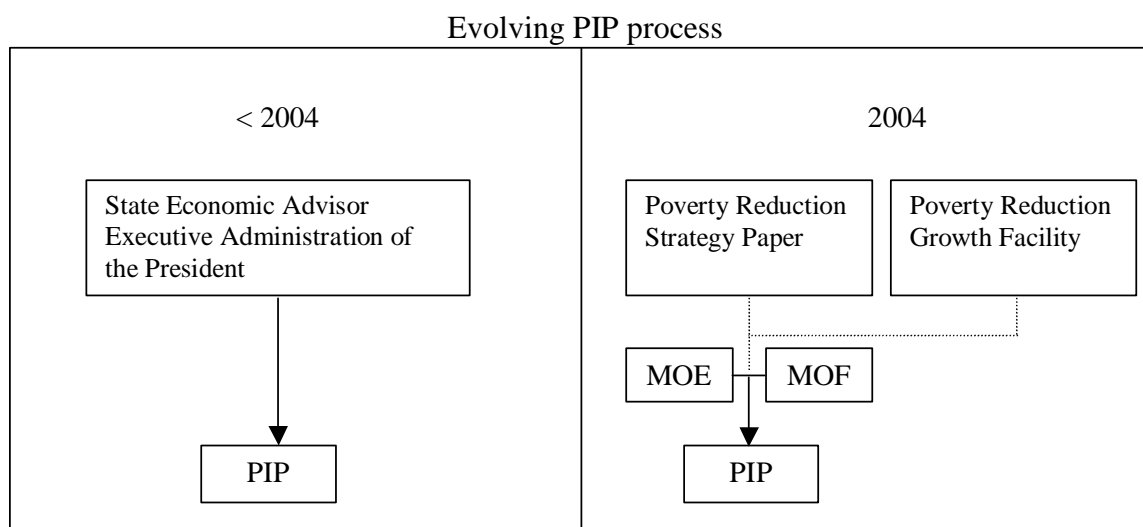 Evolving PIP process
< 2004
State Economic Advisor
Executive Administration of
the President
PIP
2004
Poverty Reduction
Strategy Paper
Poverty Reduction
Growth Facility
MOE
MOF
PIP